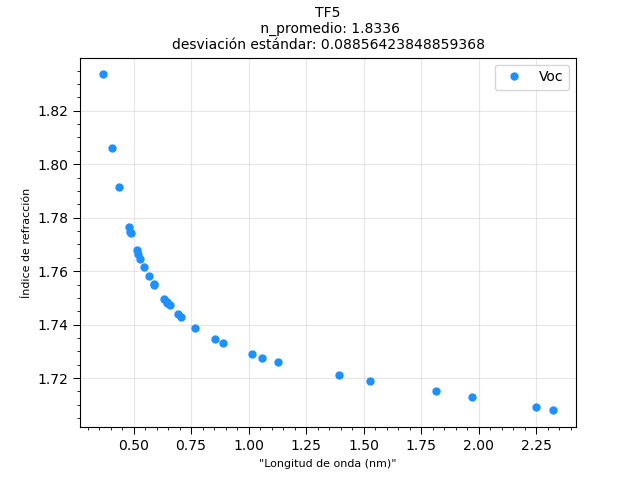 TF5
n_promedio: 1.8336
desviación estándar: 0.08856423848859368
Voc
Índice de refracción
1.82
1.80
1.78
1.76
1.74
1.72
0.50 0.75 1.00 1.25 1.50 1.75 2.00 2.25
"Longitud de onda (nm)"